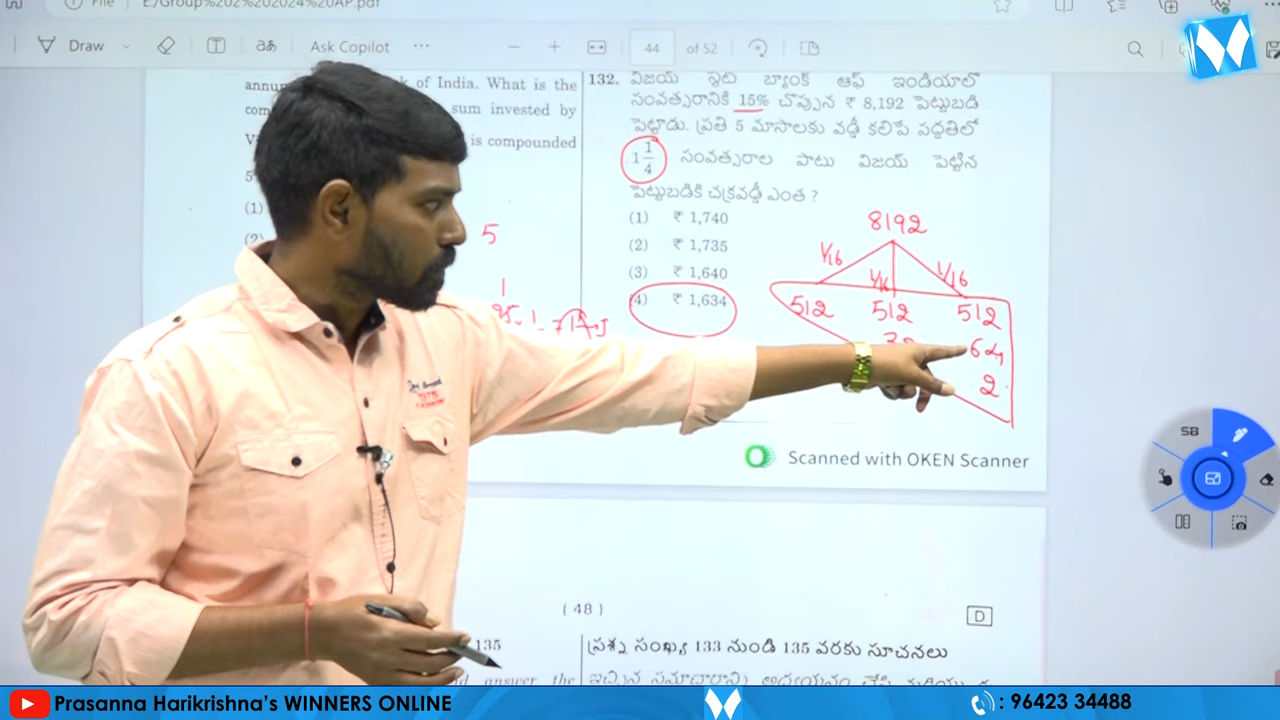 File
E:/Group%202%202024%20AP.pdf
Draw
Ask Copilot
44 of 52
k of India. What is the
sum invested by
is compounded
(1)
132. విజయ్ స్టేట్ బ్యాంక్ ఆఫ్ ఇండియాలో
సంవత్సరానికి 15% చొప్పున ₹ 8,192 పెట్టుబడి
పెట్టాడు. ప్రతి 5 మాసాలకు వడ్డీ కలిపే పద్ధతిలో
1 1/4 సంవత్సరాల పాటు విజయ్ పెట్టిన
పెట్టుబడికి చక్రవడ్డీ ఎంత ?
(1) ₹ 1,740
(2) ₹ 1,735
(3) ₹ 1,640
(4) ₹ 1,634
8192
1/16 1/16 1/16
512 512 512
64
2
5
Scanned with OKEN Scanner
( 48 )
D
135
answer the
ప్రశ్న సంఖ్య 133 నుండి 135 వరకు సూచనలు
SB
Prasanna Harikrishna's WINNERS ONLINE
: 96423 34488